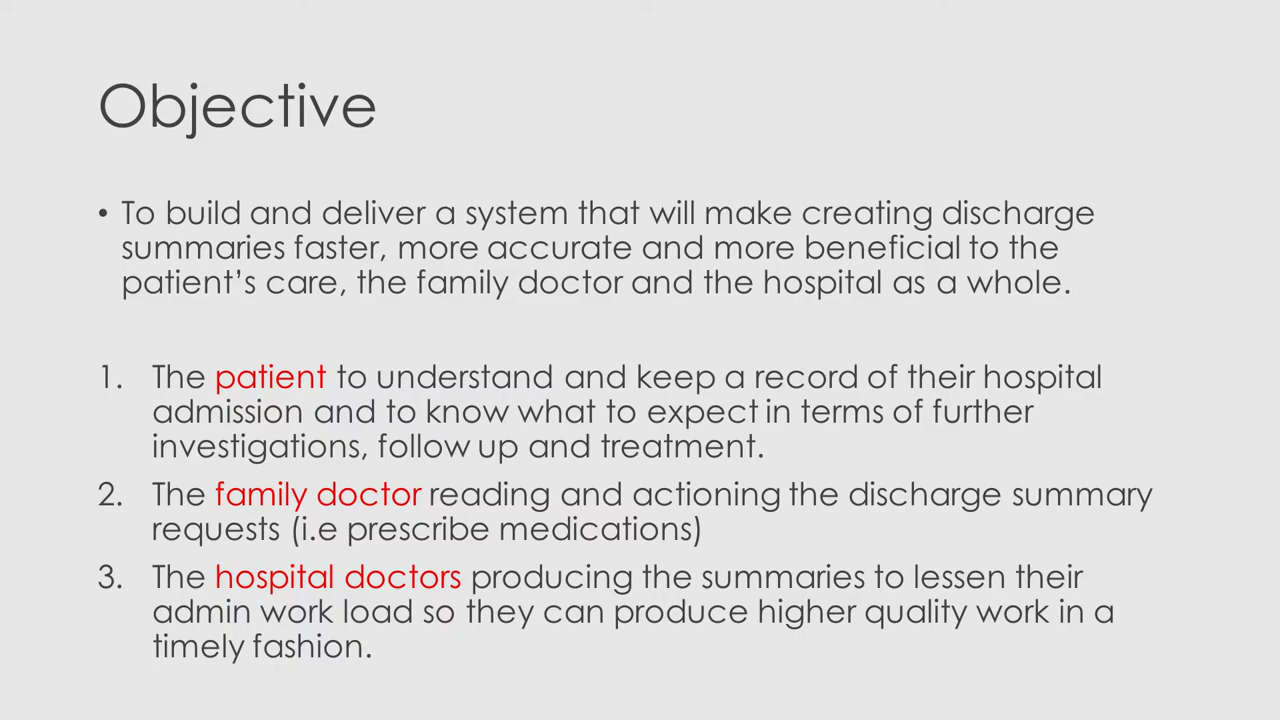 Objective
• To build and deliver a system that will make creating discharge
summaries faster, more accurate and more beneficial to the
patient’s care, the family doctor and the hospital as a whole.
1. The patient to understand and keep a record of their hospital
admission and to know what to expect in terms of further
investigations, follow up and treatment.
2. The family doctor reading and actioning the discharge summary
requests (i.e prescribe medications)
3. The hospital doctors producing the summaries to lessen their
admin work load so they can produce higher quality work in a
timely fashion.